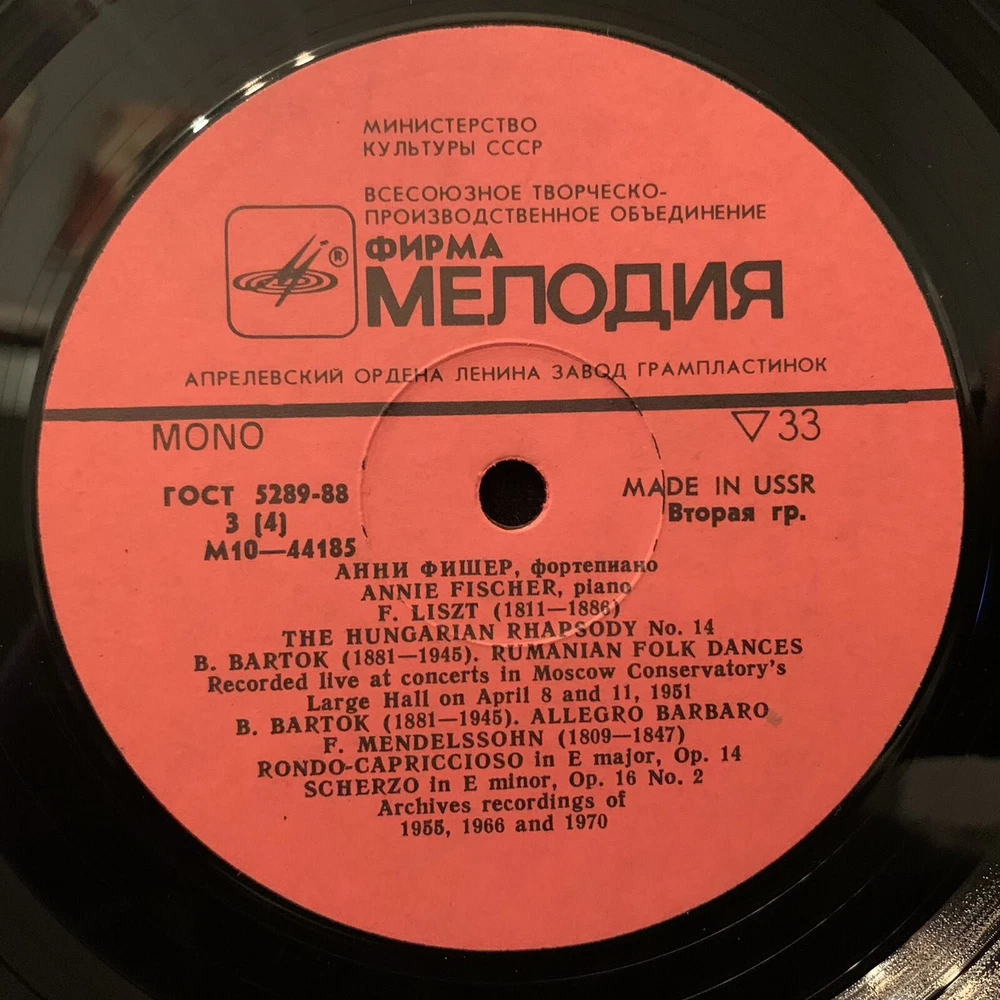 МИНИСТЕРСТВО
КУЛЬТУРЫ СССР
ВСЕСОЮЗНОЕ ТВОРЧЕСКО-
ПРОИЗВОДСТВЕННОЕ ОБЪЕДИНЕНИЕ
ФИРМА
®
МЕЛОДИЯ
АПРЕЛЕВСКИЙ ОРДЕНА ЛЕНИНА ЗАВОД ГРАМПЛАСТИНОК
MONO
▽33
ГОСТ 5289-88
MADE IN USSR
3 (4)
Вторая гр.
М10—44185
АННИ ФИШЕР, фортепиано
ANNIE FISCHER, piano
F. LISZT (1811—1886)
THE HUNGARIAN RHAPSODY No. 14
B. BARTOK (1881—1945). RUMANIAN FOLK DANCES
Recorded live at concerts in Moscow Conservatory's
Large Hall on April 8 and 11, 1951
B. BARTOK (1881—1945). ALLEGRO BARBARO
F. MENDELSSOHN (1809—1847)
RONDO-CAPRICCIOSO in E major, Op. 14
SCHERZO in E minor, Op. 16 No. 2
Archives recordings of
1955, 1966 and 1970